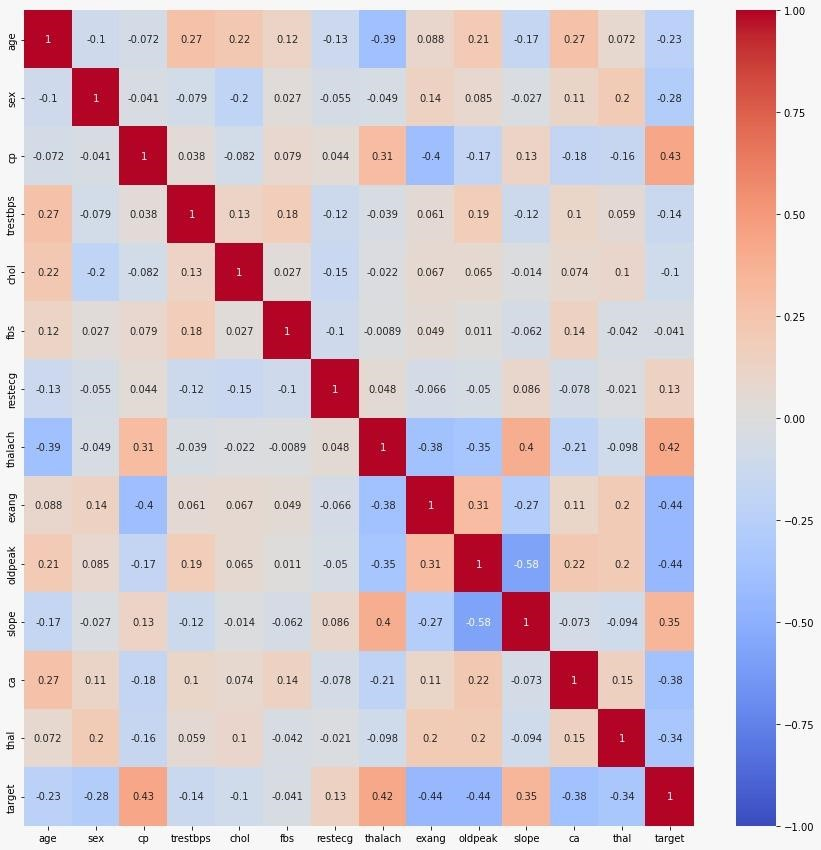 age 1 -0.1 -0.072 0.27 0.22 0.12 -0.13 -0.39 0.088 0.21 -0.17 0.27 0.072 -0.23
sex -0.1 1 -0.041 -0.079 -0.2 0.027 -0.055 -0.049 0.14 0.085 -0.027 0.11 0.2 -0.28
cp -0.072 -0.041 1 0.038 -0.082 0.079 0.044 0.31 -0.4 -0.17 0.13 -0.18 -0.16 0.43
trestbps 0.27 -0.079 0.038 1 0.13 0.18 -0.12 -0.039 0.061 0.19 -0.12 0.1 0.059 -0.14
chol 0.22 -0.2 -0.082 0.13 1 0.027 -0.15 -0.022 0.067 0.065 -0.014 0.074 0.1 -0.1
fbs 0.12 0.027 0.079 0.18 0.027 1 -0.1 -0.0089 0.049 0.011 -0.062 0.14 -0.042 -0.041
restecg -0.13 -0.055 0.044 -0.12 -0.15 -0.1 1 0.048 -0.066 -0.05 0.086 -0.078 -0.021 0.13
thalach -0.39 -0.049 0.31 -0.039 -0.022 -0.0089 0.048 1 -0.38 -0.35 0.4 -0.21 -0.098 0.42
exang 0.088 0.14 -0.4 0.061 0.067 0.049 -0.066 -0.38 1 0.31 -0.27 0.11 0.2 -0.44
oldpeak 0.21 0.085 -0.17 0.19 0.065 0.011 -0.05 -0.35 0.31 1 -0.58 0.22 0.2 -0.44
slope -0.17 -0.027 0.13 -0.12 -0.014 -0.062 0.086 0.4 -0.27 -0.58 1 -0.073 -0.094 0.35
ca 0.27 0.11 -0.18 0.1 0.074 0.14 -0.078 -0.21 0.11 0.22 -0.073 1 0.15 -0.38
thal 0.072 0.2 -0.16 0.059 0.1 -0.042 -0.021 -0.098 0.2 0.2 -0.094 0.15 1 -0.34
target -0.23 -0.28 0.43 -0.14 -0.1 -0.041 0.13 0.42 -0.44 -0.44 0.35 -0.38 -0.34 1
age sex cp trestbps chol fbs restecg thalach exang oldpeak slope ca thal target
1.00
0.75
0.50
0.25
0.00
−0.25
−0.50
−0.75
−1.00